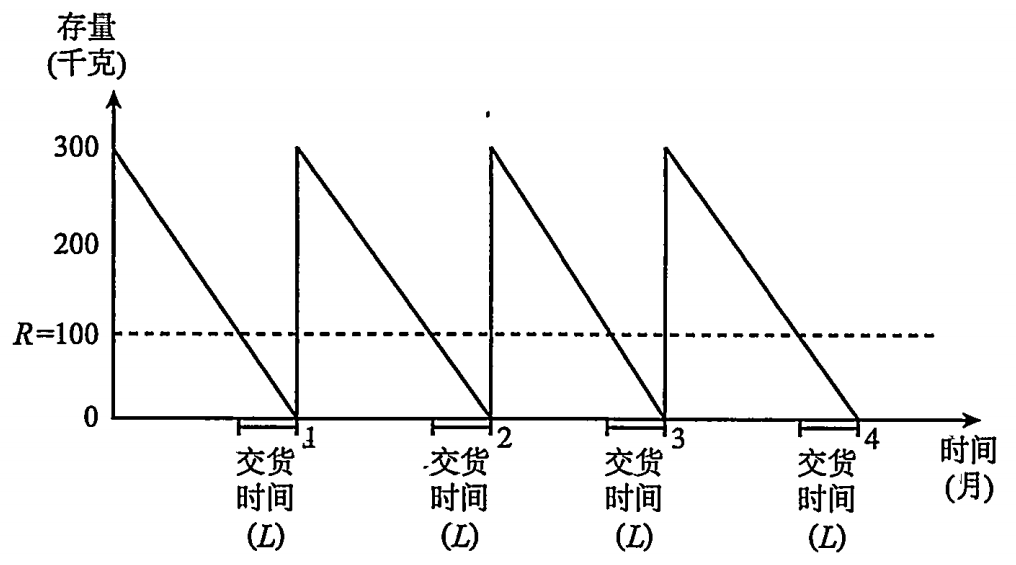 存量
(千克)
300
200
R=100
0
1
2
3
4
交货
时间
(L)
交货
时间
(L)
交货
时间
(L)
交货
时间
(L)
时间
(月)